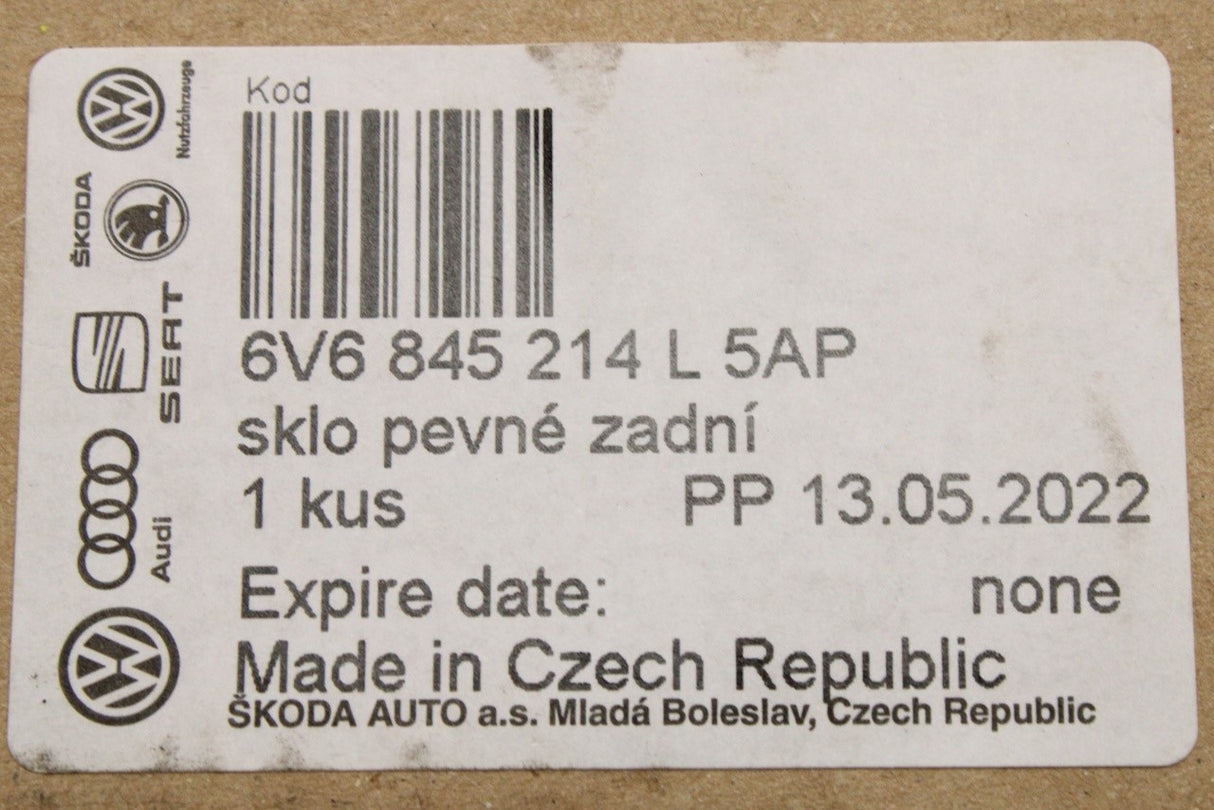 Kod
6V6 845 214 L 5AP
sklo pevné zadní
1 kus PP 13.05.2022
Expire date: none
Made in Czech Republic
ŠKODA AUTO a.s. Mladá Boleslav, Czech Republic
Nutzfahrzeuge
ŠKODA
SEAT
Audi